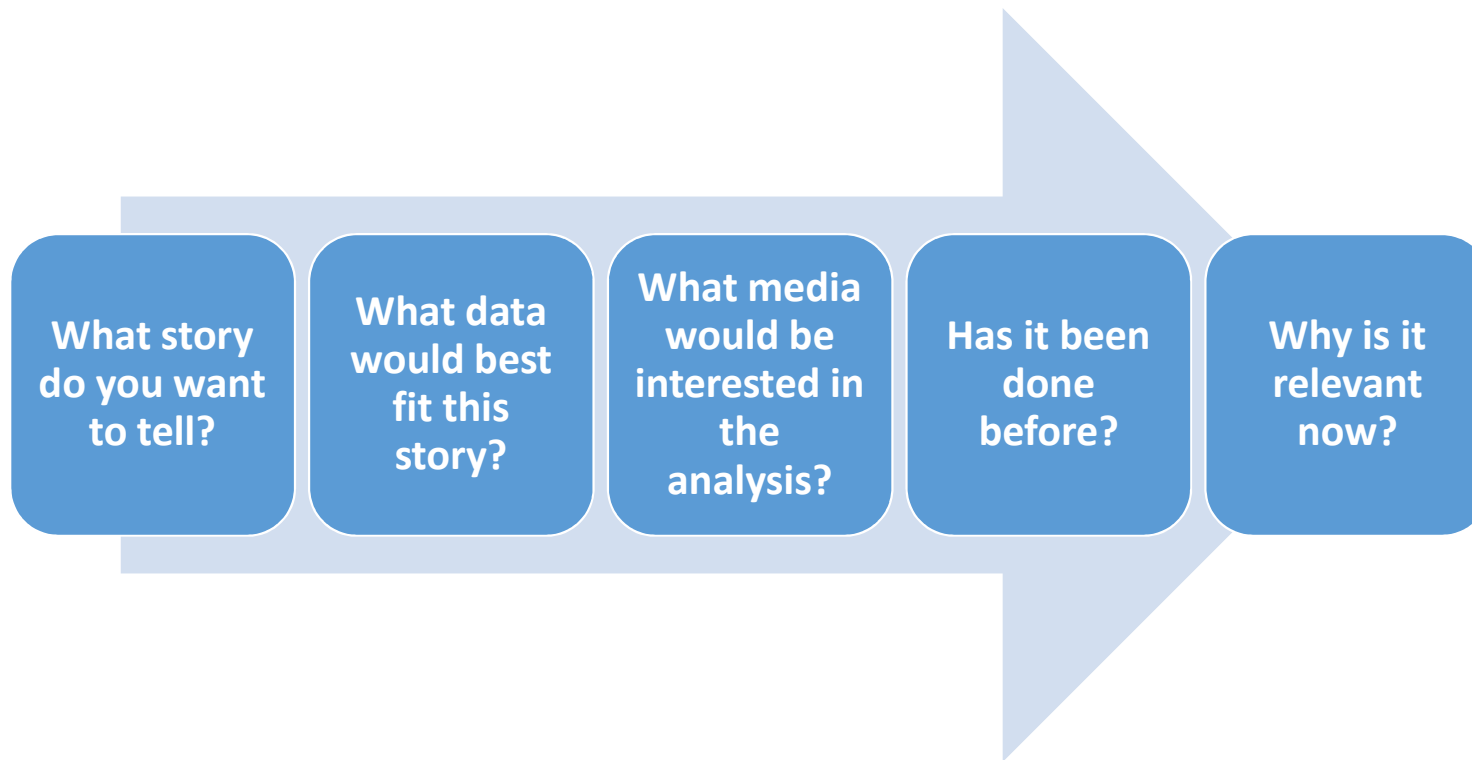 What story
do you want
to tell?
What data
would best
fit this
story?
What media
would be
interested in
the
analysis?
Has it been
done
before?
Why is it
relevant
now?